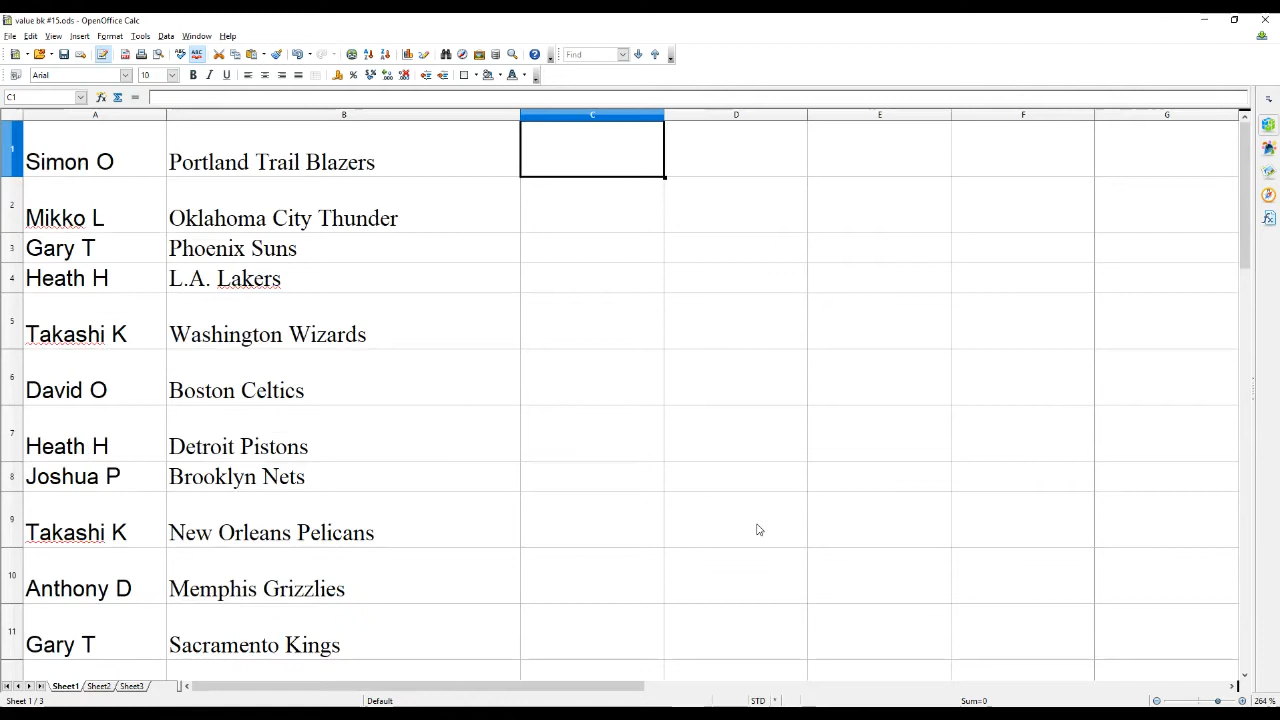 value bk #15.ods - OpenOffice Calc
File Edit View Insert Format Tools Data Window Help
Find
Arial 10
C1
A B C D E F G
1 Simon O Portland Trail Blazers
2 Mikko L Oklahoma City Thunder
3 Gary T Phoenix Suns
4 Heath H L.A. Lakers
5 Takashi K Washington Wizards
6 David O Boston Celtics
7 Heath H Detroit Pistons
8 Joshua P Brooklyn Nets
9 Takashi K New Orleans Pelicans
10 Anthony D Memphis Grizzlies
11 Gary T Sacramento Kings
Sheet1 Sheet2 Sheet3
Sheet 1 / 3 Default STD * Sum=0 264 %